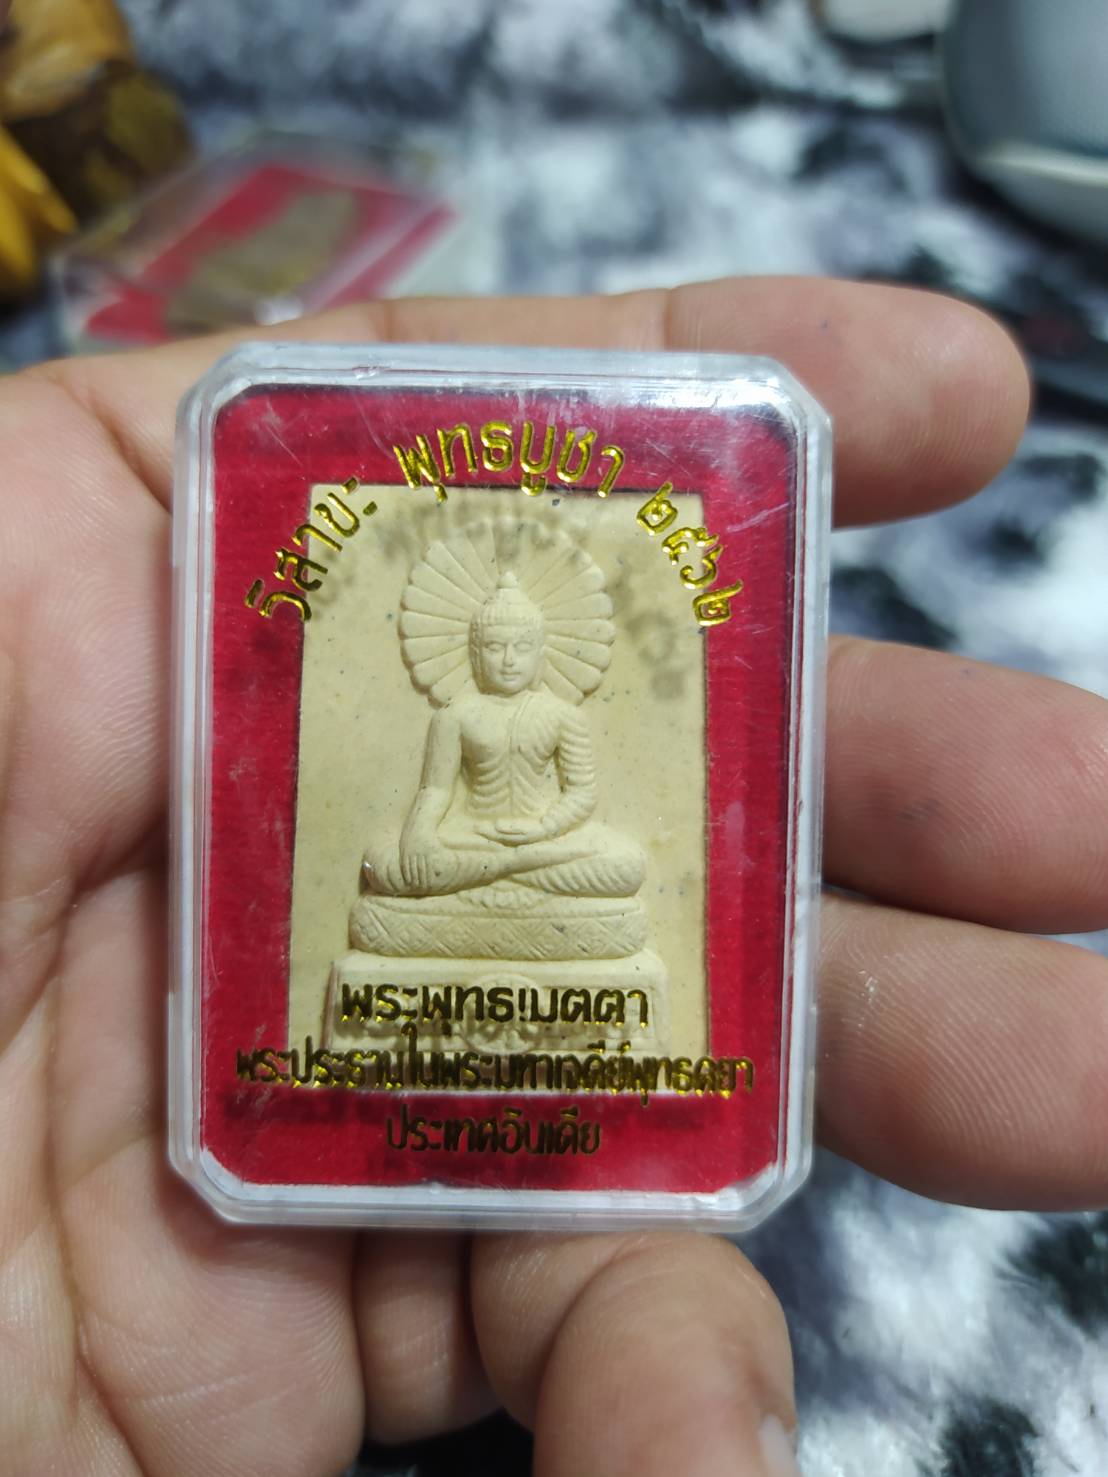 วิสาขะ พุทธบูชา ๒๕๖๒
พระพุทธเมตตา
พระประธานในพระมหาเจดีย์พุทธคยา
ประเทศอินเดีย